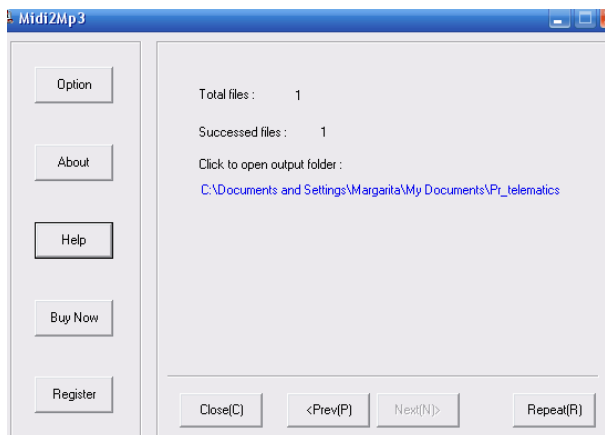 Midi2Mp3
Option
About
Help
Buy Now
Register
Total files : 1
Successed files : 1
Click to open output folder :
C:\Documents and Settings\Margarita\My Documents\Pr_telematics
Close(C)
<Prev(P)
Next(N)>
Repeat(R)